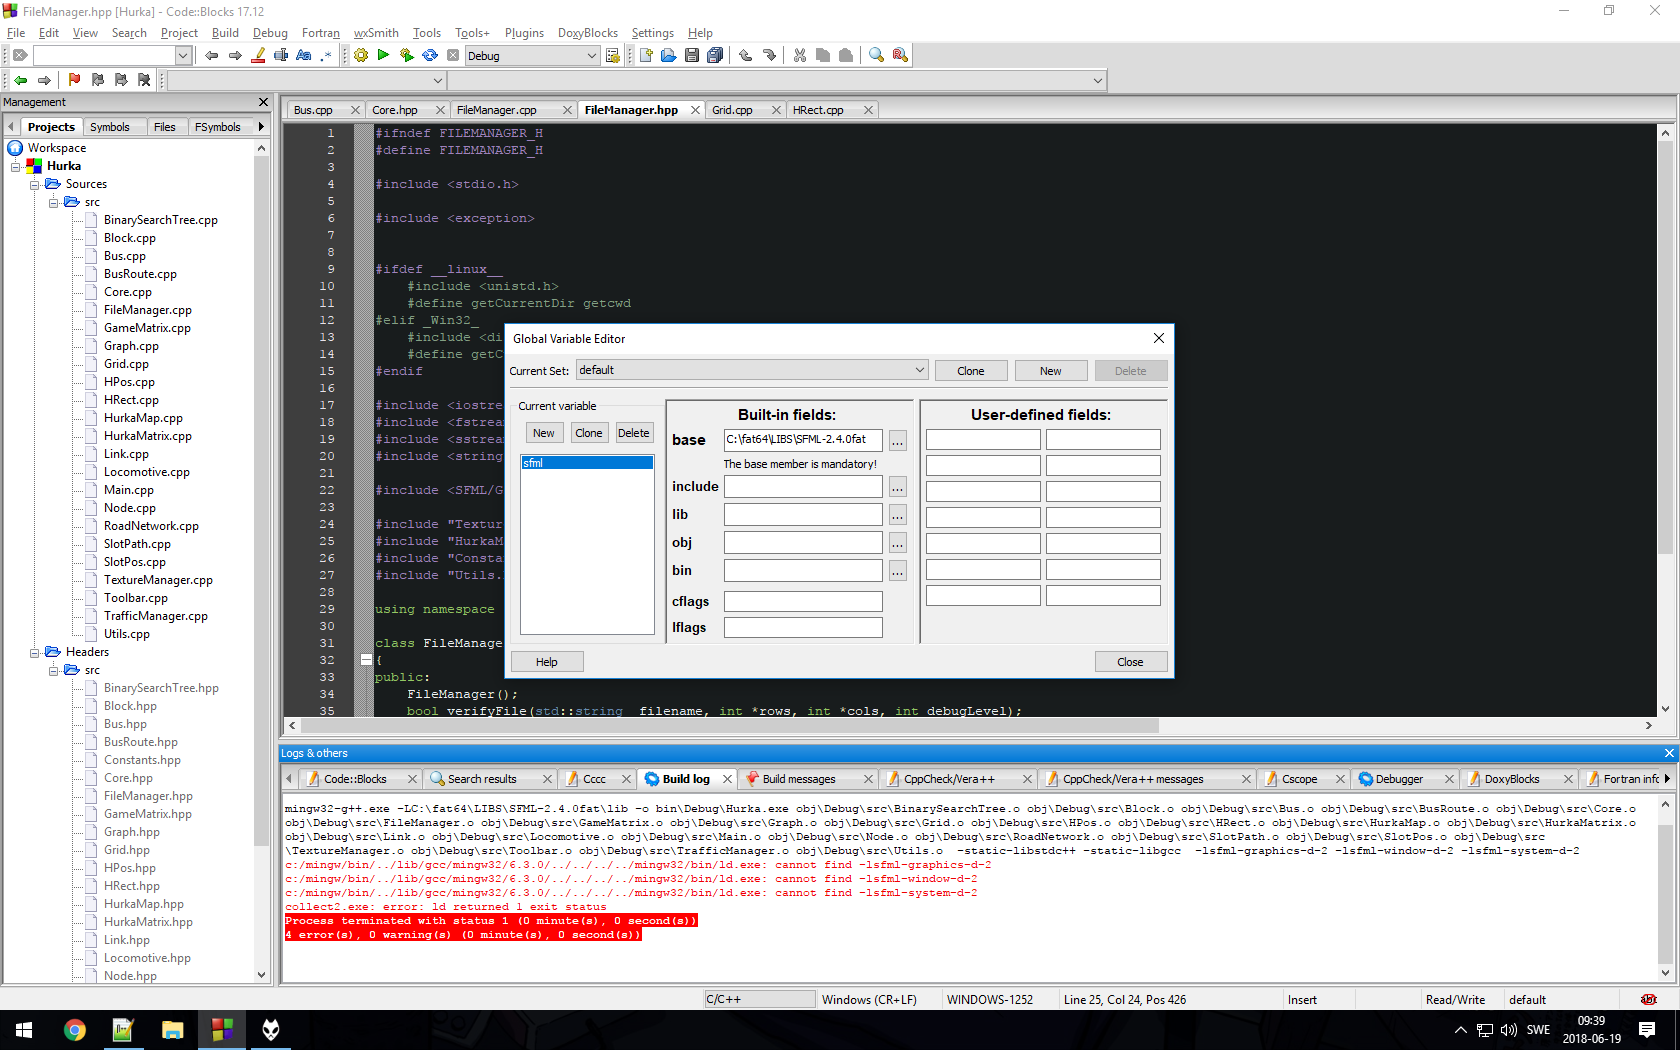 FileManager.hpp [Hurka] - Code::Blocks 17.12
File Edit View Search Project Build Debug Fortran wxSmith Tools Tools+ Plugins DoxyBlocks Settings Help
Debug
Management
Projects Symbols Files FSymbols
Workspace
Hurka
Sources
src
BinarySearchTree.cpp
Block.cpp
Bus.cpp
BusRoute.cpp
Core.cpp
FileManager.cpp
GameMatrix.cpp
Graph.cpp
Grid.cpp
HPos.cpp
HRect.cpp
HurkaMap.cpp
HurkaMatrix.cpp
Link.cpp
Locomotive.cpp
Main.cpp
Node.cpp
RoadNetwork.cpp
SlotPath.cpp
SlotPos.cpp
TextureManager.cpp
Toolbar.cpp
TrafficManager.cpp
Utils.cpp
Headers
src
BinarySearchTree.hpp
Block.hpp
Bus.hpp
BusRoute.hpp
Constants.hpp
Core.hpp
FileManager.hpp
GameMatrix.hpp
Graph.hpp
Grid.hpp
HPos.hpp
HRect.hpp
HurkaMap.hpp
HurkaMatrix.hpp
Link.hpp
Locomotive.hpp
Node.hpp
Bus.cpp Core.hpp FileManager.cpp FileManager.hpp Grid.cpp HRect.cpp
1 #ifndef FILEMANAGER_H
2 #define FILEMANAGER_H
3
4 #include <stdio.h>
5
6 #include <exception>
7
8
9 #ifdef __linux__
10 #include <unistd.h>
11 #define getCurrentDir getcwd
12 #elif _Win32_
13 #include <di
14 #define getC
15 #endif
16
17 #include <iostre
18 #include <fstream
19 #include <sstream
20 #include <string
21
22 #include <SFML/G
23
24 #include "Textur
25 #include "HurkaM
26 #include "Consta
27 #include "Utils.
28
29 using namespace
30
31 class FileManage
32 {
33 public:
34 FileManager();
35 bool verifyFile(std::string filename, int *rows, int *cols, int debugLevel);
Global Variable Editor
Current Set: default Clone New Delete
Current variable
New Clone Delete
sfml
Built-in fields:
base C:\fat64\LIBS\SFML-2.4.0fat ...
The base member is mandatory!
include ...
lib ...
obj ...
bin ...
cflags
lflags
User-defined fields:
Help Close
Logs & others
Code::Blocks Search results Cccc Build log Build messages CppCheck/Vera++ CppCheck/Vera++ messages Cscope Debugger DoxyBlocks Fortran info
mingw32-g++.exe -LC:\fat64\LIBS\SFML-2.4.0fat\lib -o bin\Debug\Hurka.exe obj\Debug\src\BinarySearchTree.o obj\Debug\src\Block.o obj\Debug\src\Bus.o obj\Debug\src\BusRoute.o obj\Debug\src\Core.o
obj\Debug\src\FileManager.o obj\Debug\src\GameMatrix.o obj\Debug\src\Graph.o obj\Debug\src\Grid.o obj\Debug\src\HPos.o obj\Debug\src\HRect.o obj\Debug\src\HurkaMap.o obj\Debug\src\HurkaMatrix.o
obj\Debug\src\Link.o obj\Debug\src\Locomotive.o obj\Debug\src\Main.o obj\Debug\src\Node.o obj\Debug\src\RoadNetwork.o obj\Debug\src\SlotPath.o obj\Debug\src\SlotPos.o obj\Debug\src
\TextureManager.o obj\Debug\src\Toolbar.o obj\Debug\src\TrafficManager.o obj\Debug\src\Utils.o -static-libstdc++ -static-libgcc -lsfml-graphics-d-2 -lsfml-window-d-2 -lsfml-system-d-2
c:/mingw/bin/../lib/gcc/mingw32/6.3.0/../../../../mingw32/bin/ld.exe: cannot find -lsfml-graphics-d-2
c:/mingw/bin/../lib/gcc/mingw32/6.3.0/../../../../mingw32/bin/ld.exe: cannot find -lsfml-window-d-2
c:/mingw/bin/../lib/gcc/mingw32/6.3.0/../../../../mingw32/bin/ld.exe: cannot find -lsfml-system-d-2
collect2.exe: error: ld returned 1 exit status
Process terminated with status 1 (0 minute(s), 0 second(s))
4 error(s), 0 warning(s) (0 minute(s), 0 second(s))
C/C++ Windows (CR+LF) WINDOWS-1252 Line 25, Col 24, Pos 426 Insert Read/Write default
SWE
09:39
2018-06-19